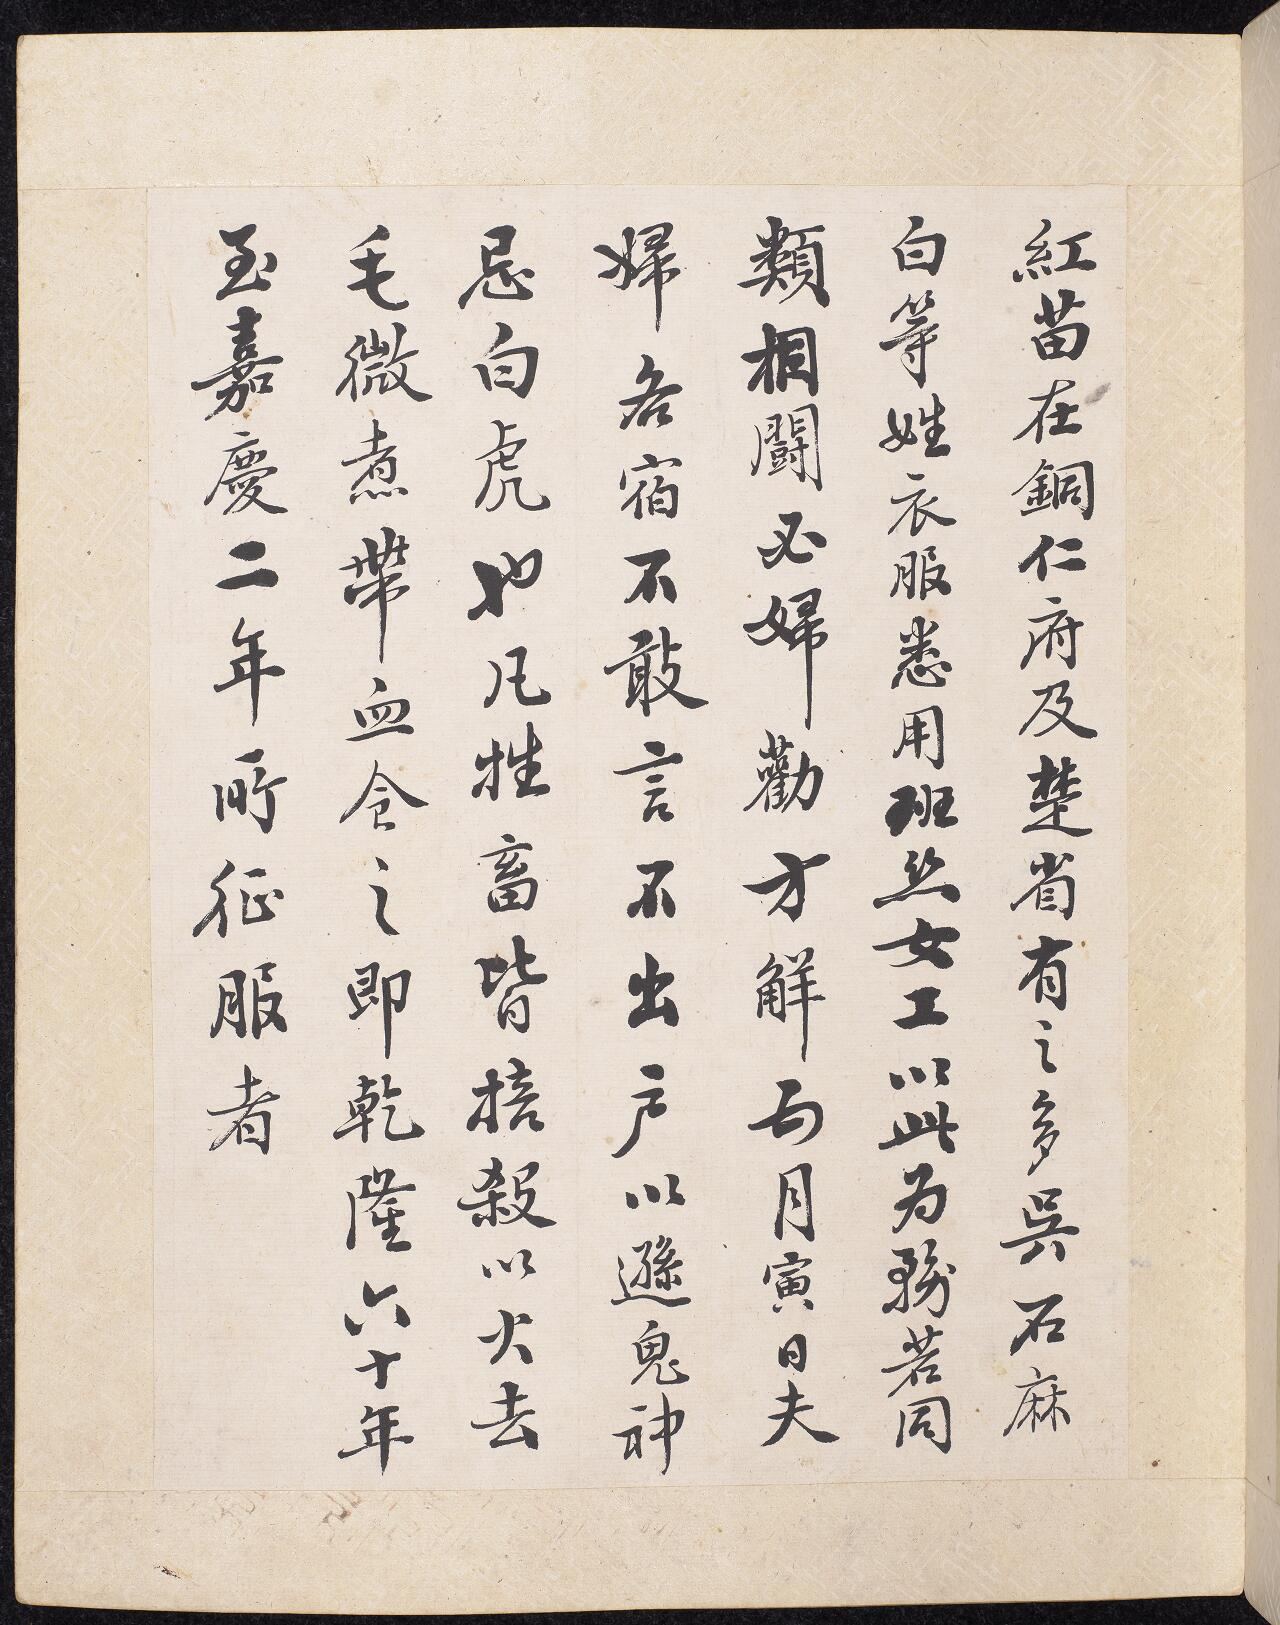 紅苗在銅仁府及楚省有之多吳石麻
白等姓衣服悉用班絲女工以此為務若同
類相鬪必婦勸方解五月寅日夫
婦各宿不敢言不出戶以遜鬼神
忌白虎也凡牲畜皆掊殺以火去
毛微煮帶血食之即乾隆六十年
至嘉慶二年所征服者